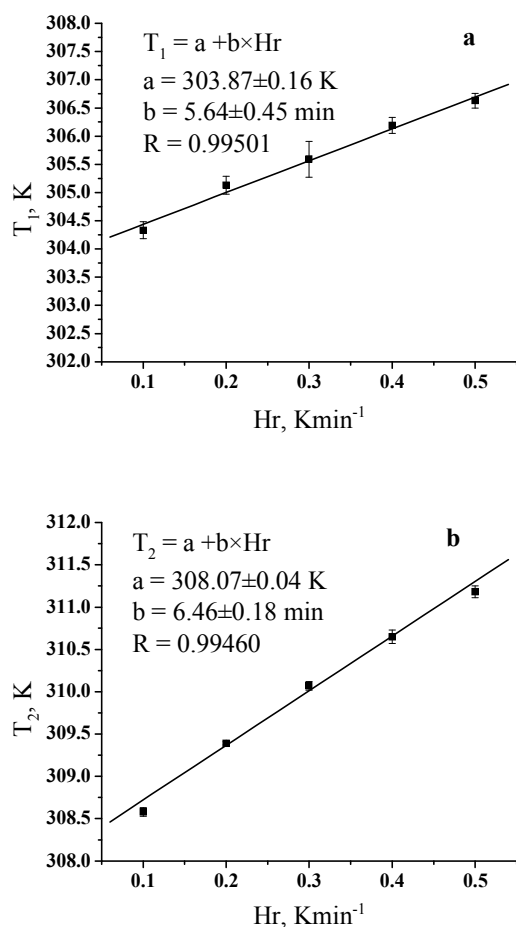 T₁ = a +b×Hr
a
a = 303.87±0.16 K
b = 5.64±0.45 min
R = 0.99501
T₁, K
308.0
307.5
307.0
306.5
306.0
305.5
305.0
304.5
304.0
303.5
303.0
302.5
302.0
0.1 0.2 0.3 0.4 0.5
Hr, Kmin⁻¹
T₂ = a +b×Hr
b
a = 308.07±0.04 K
b = 6.46±0.18 min
R = 0.99460
T₂, K
312.0
311.5
311.0
310.5
310.0
309.5
309.0
308.5
308.0
0.1 0.2 0.3 0.4 0.5
Hr, Kmin⁻¹